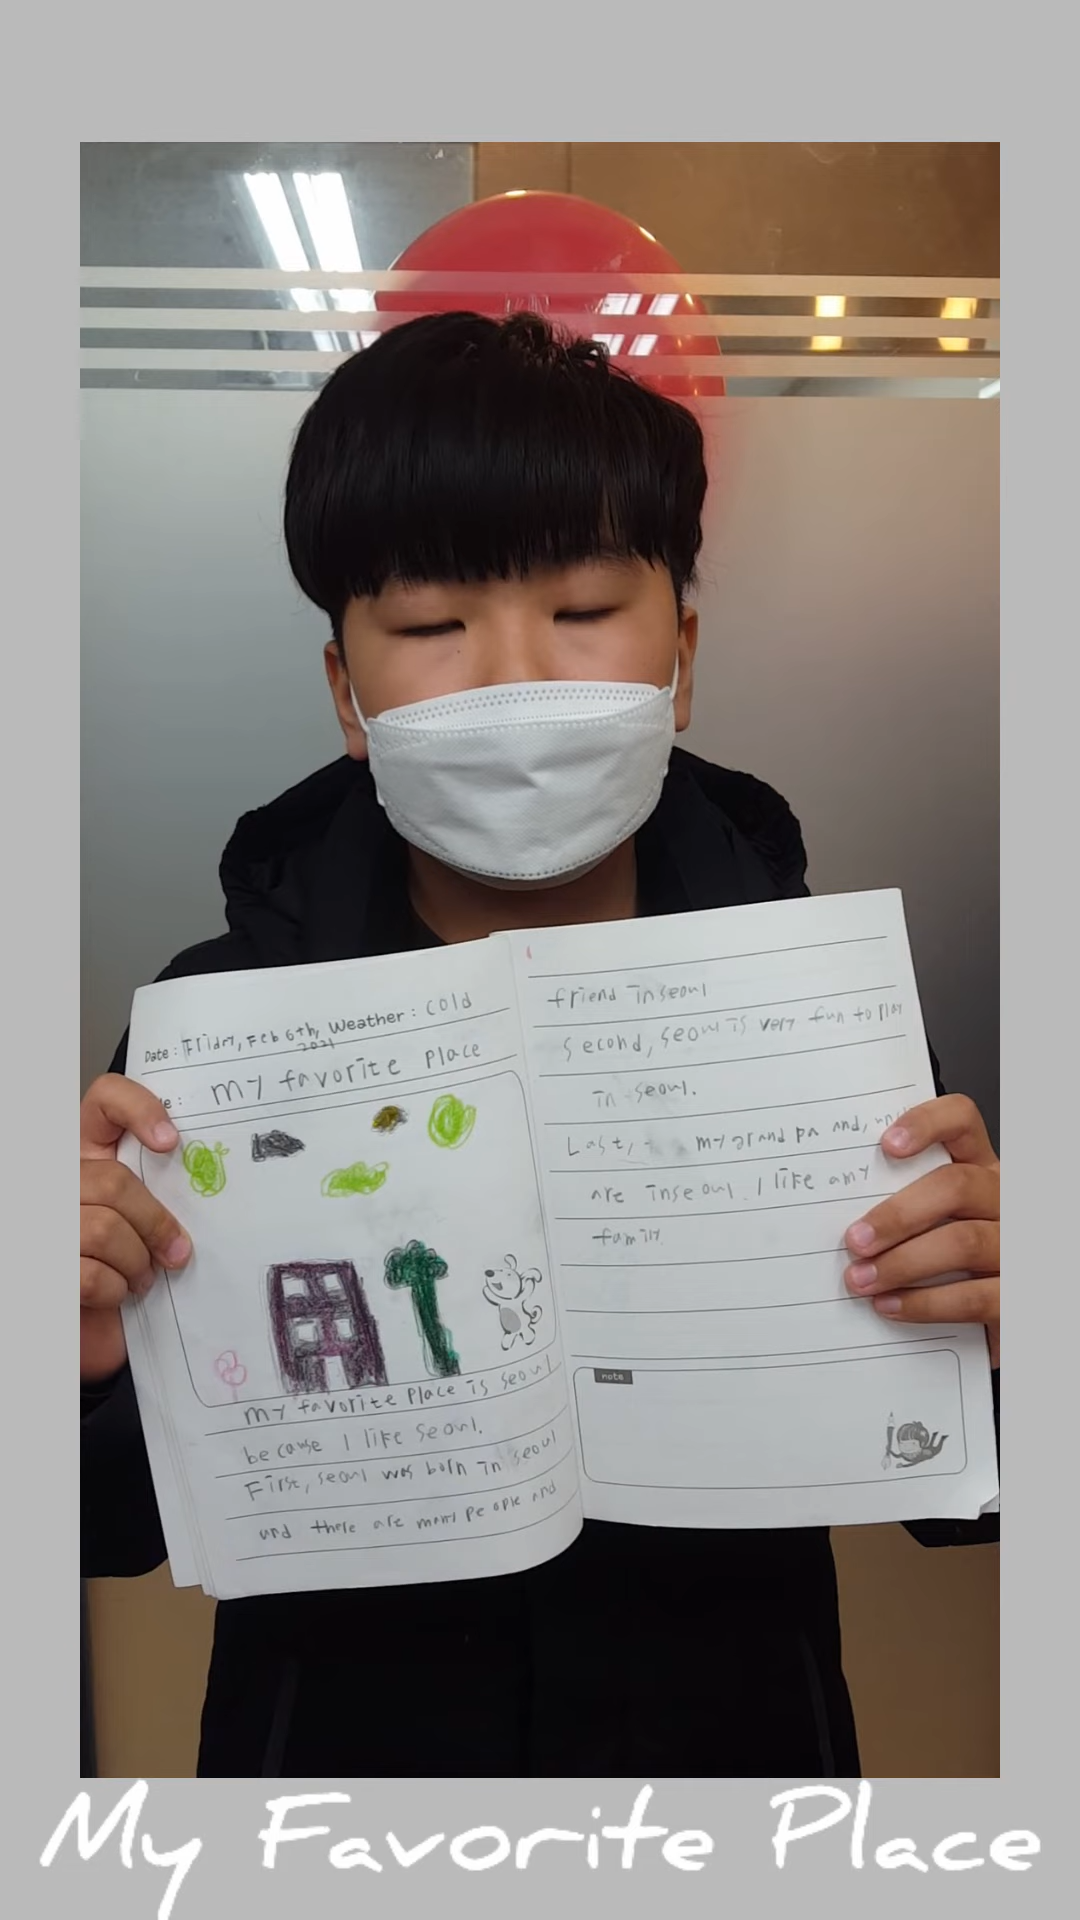 Date : Friday, Feb 6th, Weather : cold
2021
my favorite place
my favorite place is seoul
because I like seoul.
First, seoul was born in seoul
and there are many people and
friend in seoul
second, seoul is very fun to play
in seoul.
Last, my grand pa and,
are in seoul. I like amy
family.
note
My Favorite Place